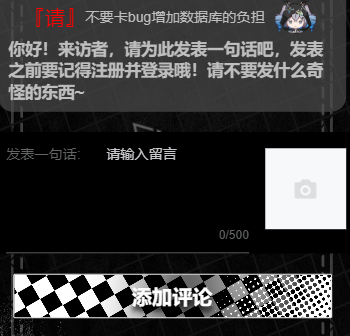 『请』不要卡bug增加数据库的负担
你好！来访者，请为此发表一句话吧，发表
之前要记得注册并登录哦！请不要发什么奇
怪的东西~
发表一句话:
请输入留言
0/500
添加评论